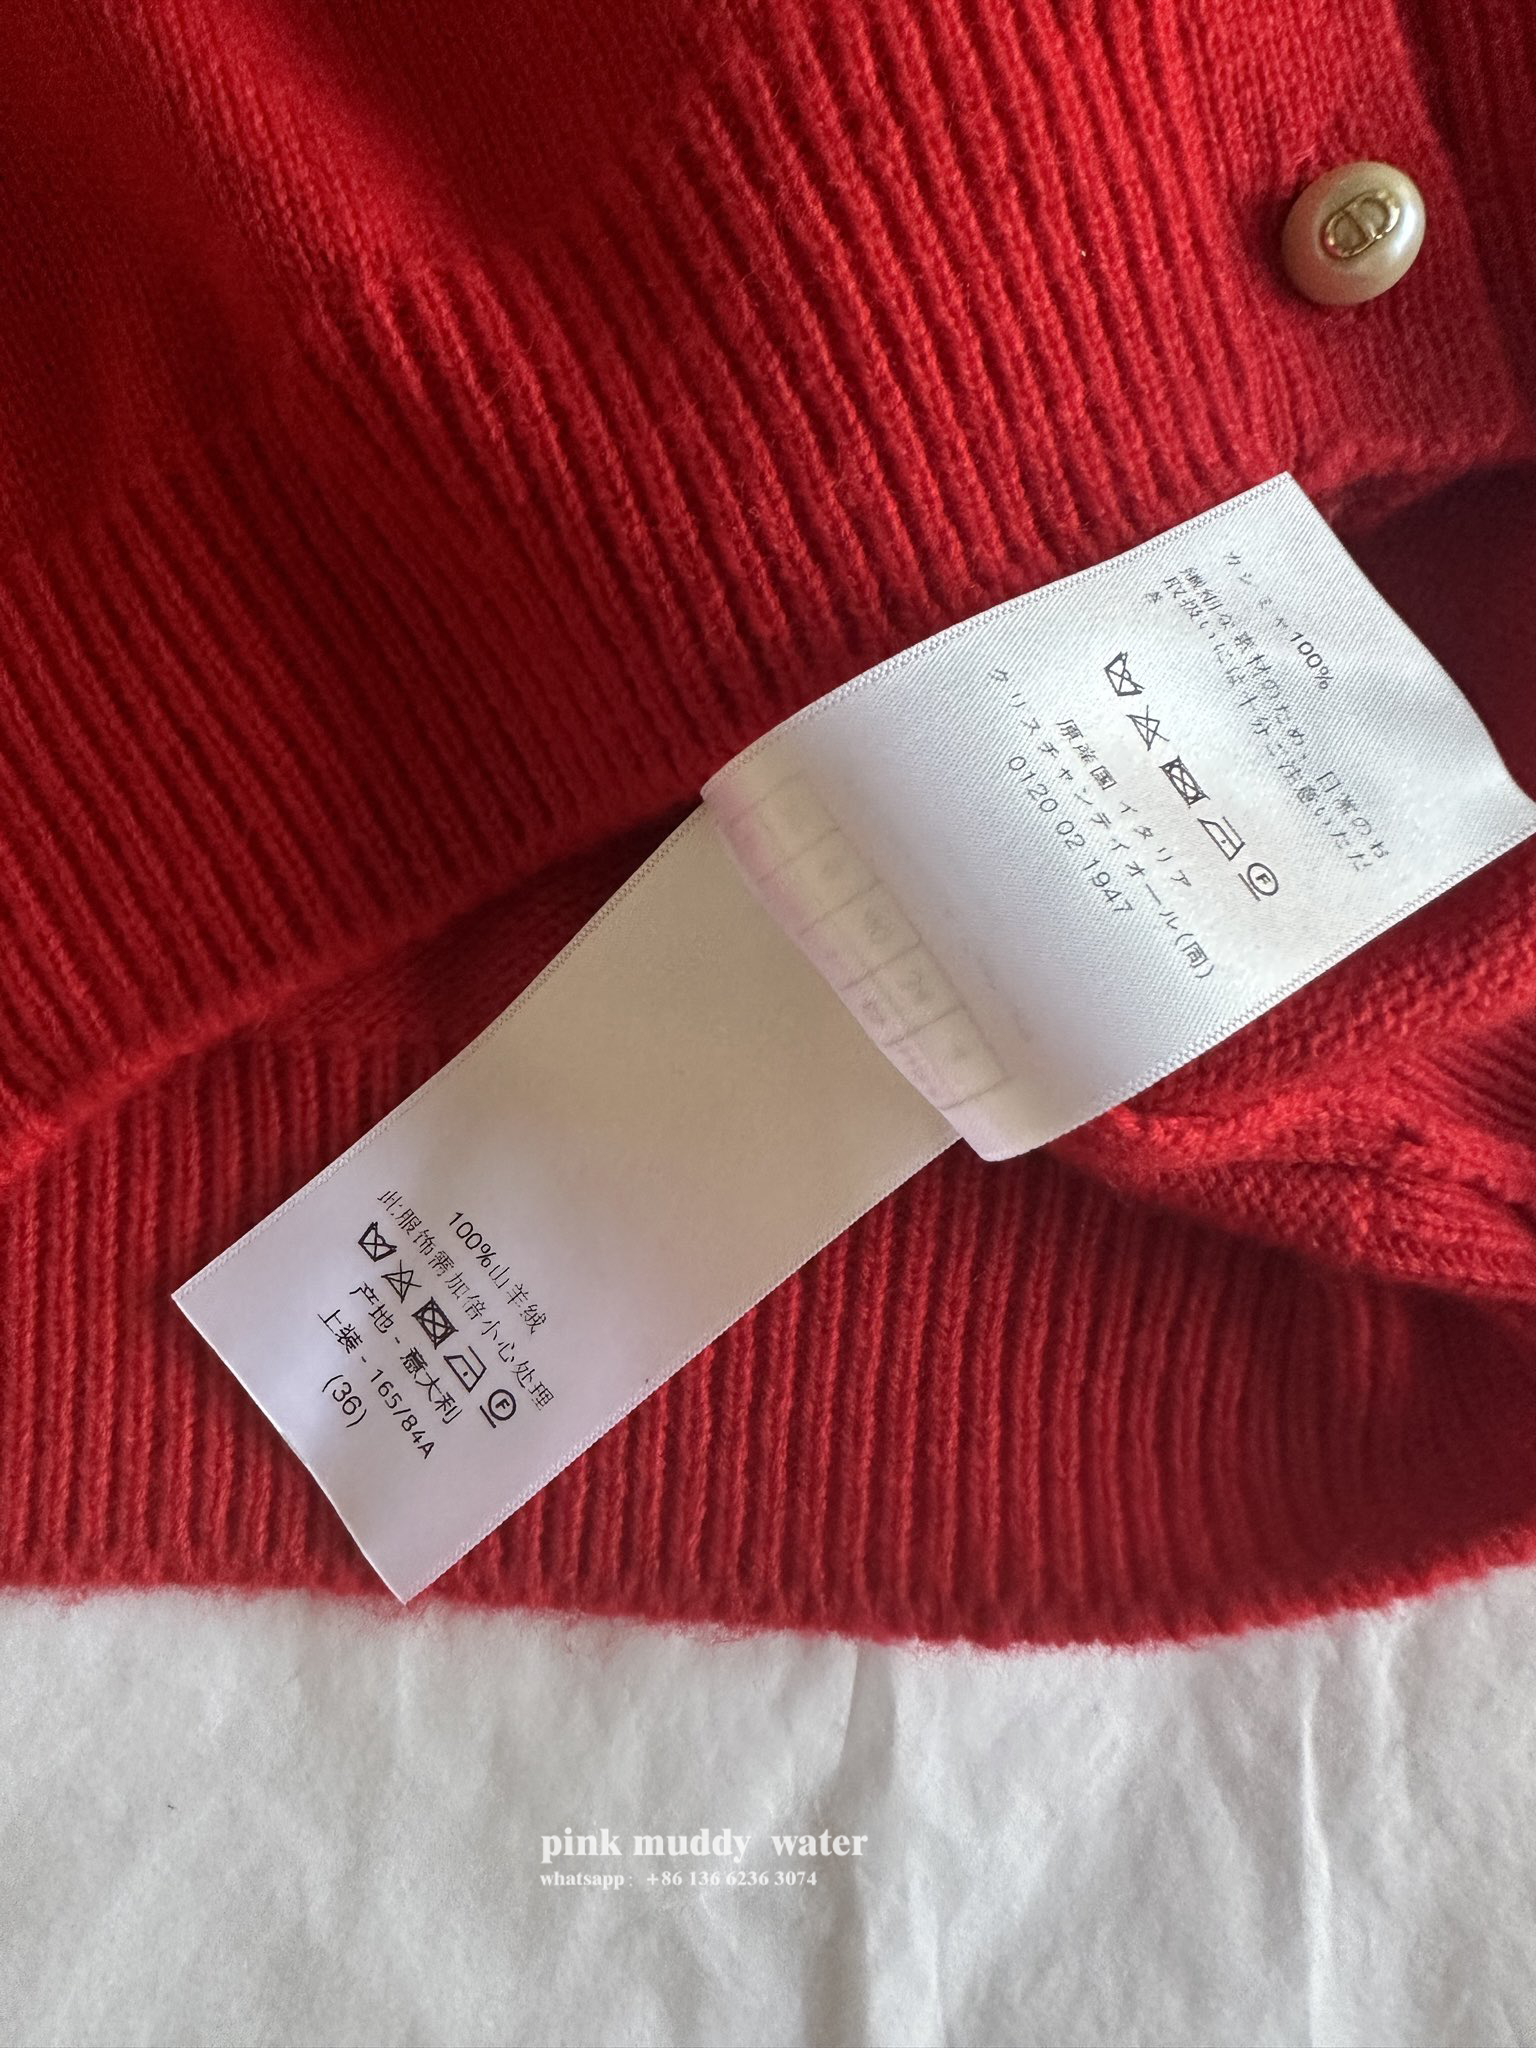 カシミヤ100%
繊細な素材のため、日常のお
取扱いには十分ご注意いただ
き
原産国 イタリア
クリスチャンディオール(同)
0120 02 1947
100%山羊绒
此服饰需加倍小心处理
F
产地 - 意大利
上装 - 165/84A
(36)
F
CD
pink muddy water
whatsapp: +86 136 6236 3074